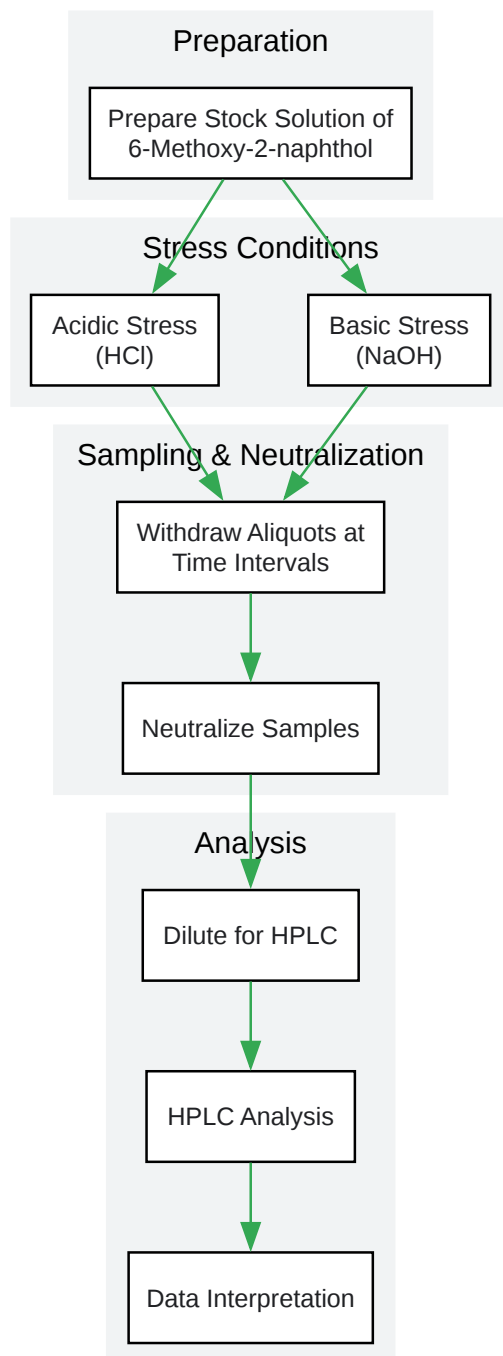 Preparation
Prepare Stock Solution of
6-Methoxy-2-naphthol
Stress Conditions
Acidic Stress
(HCl)
Basic Stress
(NaOH)
Sampling & Neutralization
Withdraw Aliquots at
Time Intervals
Neutralize Samples
Analysis
Dilute for HPLC
HPLC Analysis
Data Interpretation